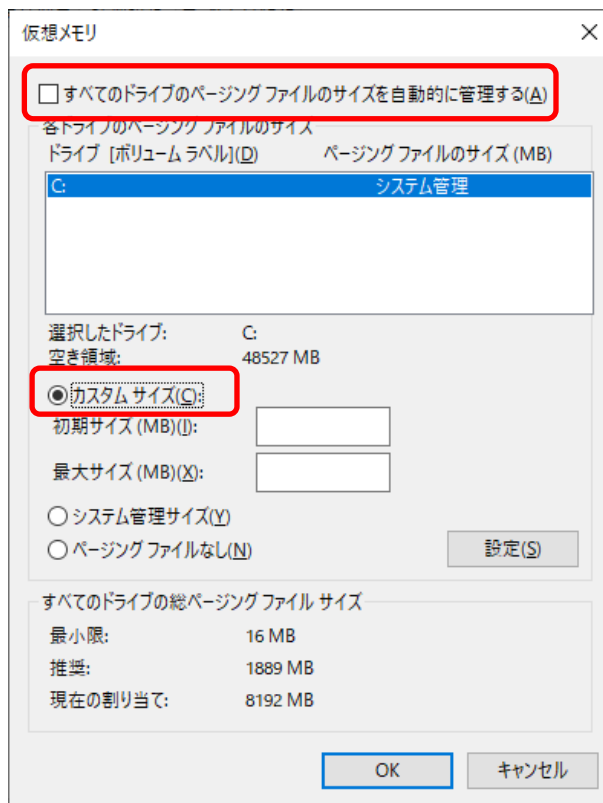 仮想メモリ
すべてのドライブのページング ファイルのサイズを自動的に管理する(A)
各ドライブのページング ファイルのサイズ
ドライブ [ボリューム ラベル](D) ページング ファイルのサイズ (MB)
C: システム管理
選択したドライブ: C:
空き領域: 48527 MB
カスタム サイズ(C):
初期サイズ (MB)(I):
最大サイズ (MB)(X):
システム管理サイズ(Y)
ページング ファイルなし(N) 設定(S)
すべてのドライブの総ページング ファイル サイズ
最小限: 16 MB
推奨: 1889 MB
現在の割り当て: 8192 MB
OK キャンセル